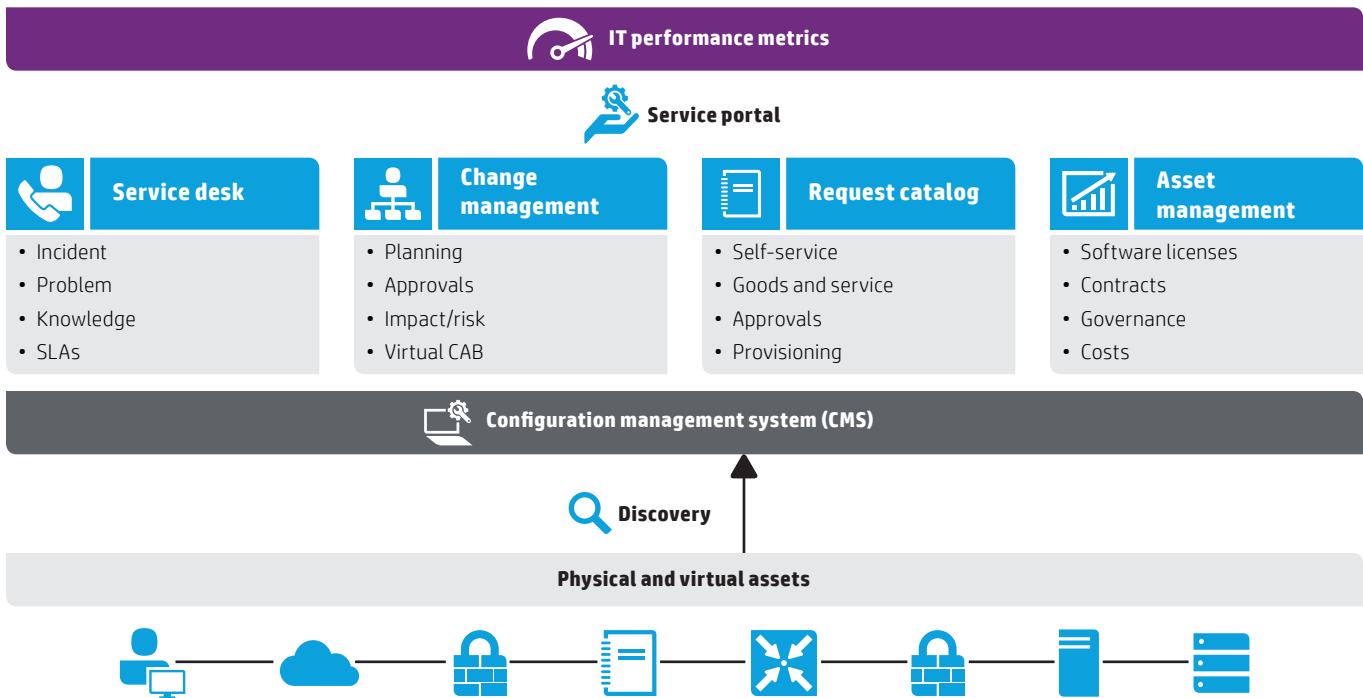 IT performance metrics
Service portal
Service desk
• Incident
• Problem
• Knowledge
• SLAs
Change
management
• Planning
• Approvals
• Impact/risk
• Virtual CAB
Request catalog
• Self-service
• Goods and service
• Approvals
• Provisioning
Asset
management
• Software licenses
• Contracts
• Governance
• Costs
Configuration management system (CMS)
Discovery
Physical and virtual assets